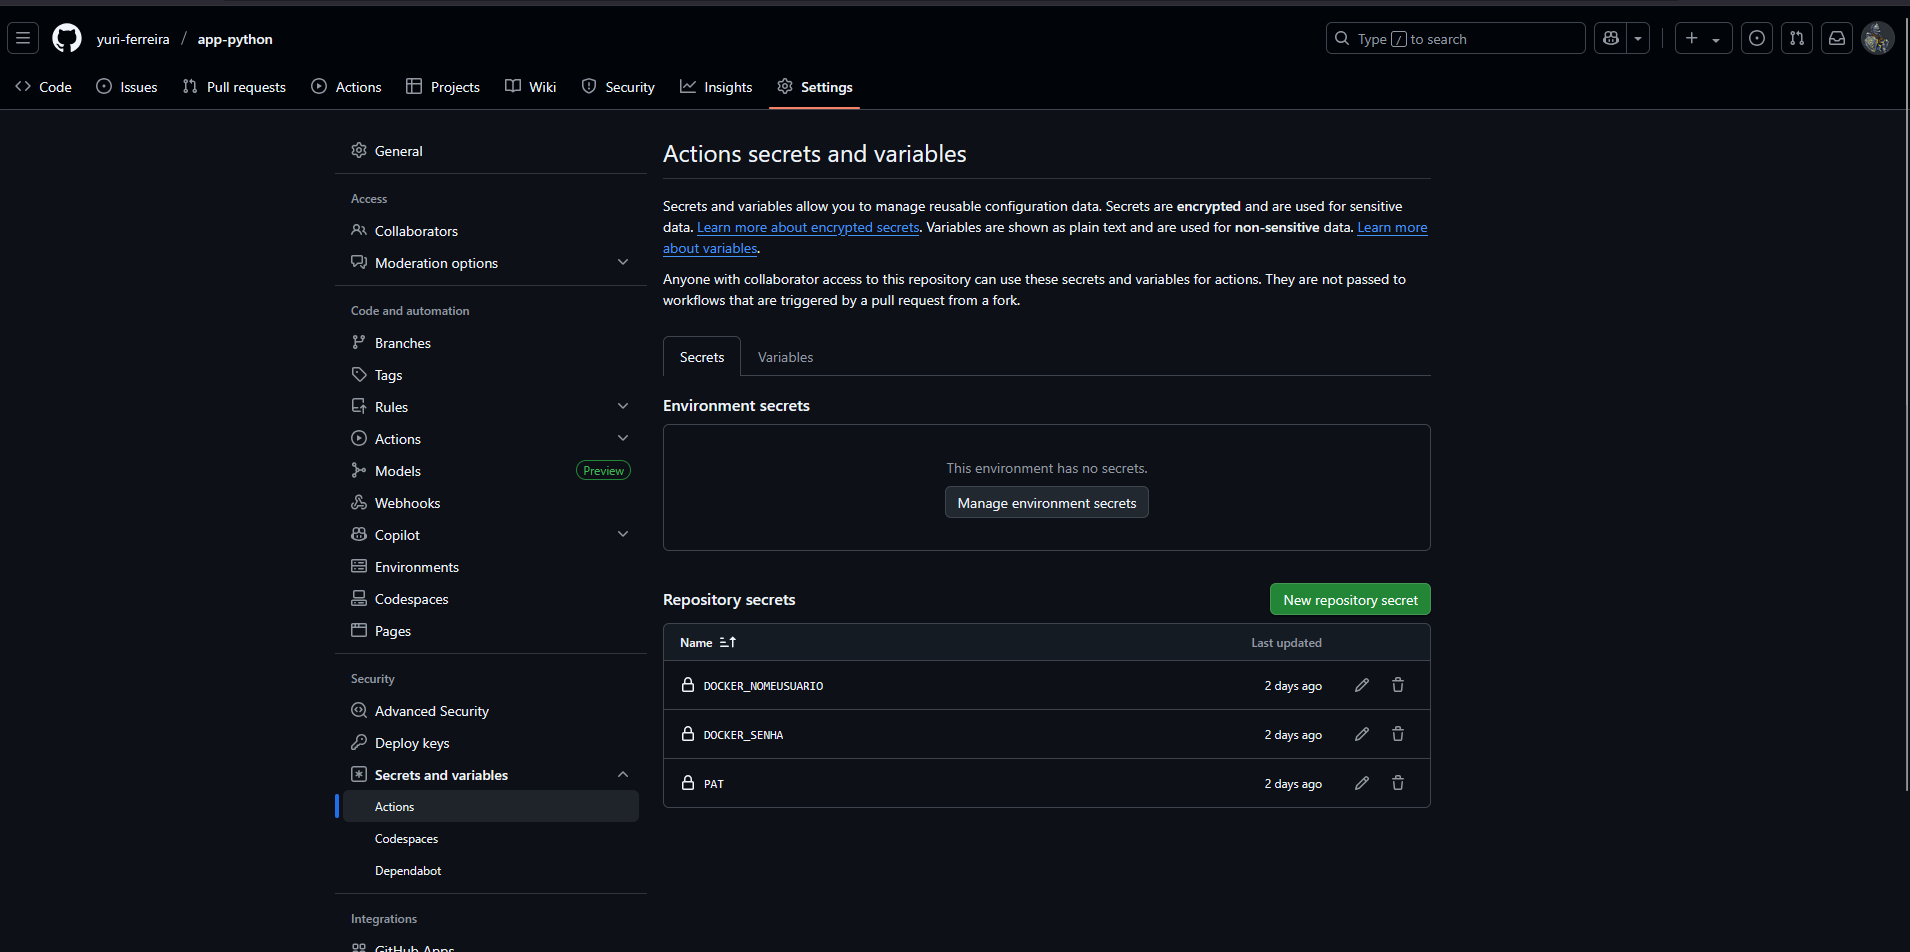 yuri-ferreira / app-python
Type / to search
Code
Issues
Pull requests
Actions
Projects
Wiki
Security
Insights
Settings
General
Access
Collaborators
Moderation options
Code and automation
Branches
Tags
Rules
Actions
Models
Preview
Webhooks
Copilot
Environments
Codespaces
Pages
Security
Advanced Security
Deploy keys
Secrets and variables
Actions
Codespaces
Dependabot
Integrations
GitHub Apps
Actions secrets and variables
Secrets and variables allow you to manage reusable configuration data. Secrets are encrypted and are used for sensitive
data. Learn more about encrypted secrets. Variables are shown as plain text and are used for non-sensitive data. Learn more
about variables.
Anyone with collaborator access to this repository can use these secrets and variables for actions. They are not passed to
workflows that are triggered by a pull request from a fork.
Secrets
Variables
Environment secrets
This environment has no secrets.
Manage environment secrets
Repository secrets
New repository secret
Name
Last updated
DOCKER_NOMEUSUARIO
2 days ago
DOCKER_SENHA
2 days ago
PAT
2 days ago